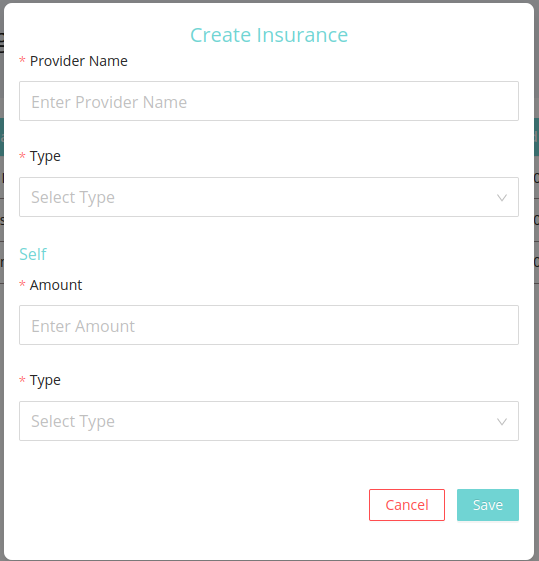 Create Insurance
* Provider Name
Enter Provider Name
* Type
Select Type
Self
* Amount
Enter Amount
* Type
Select Type
Cancel Save